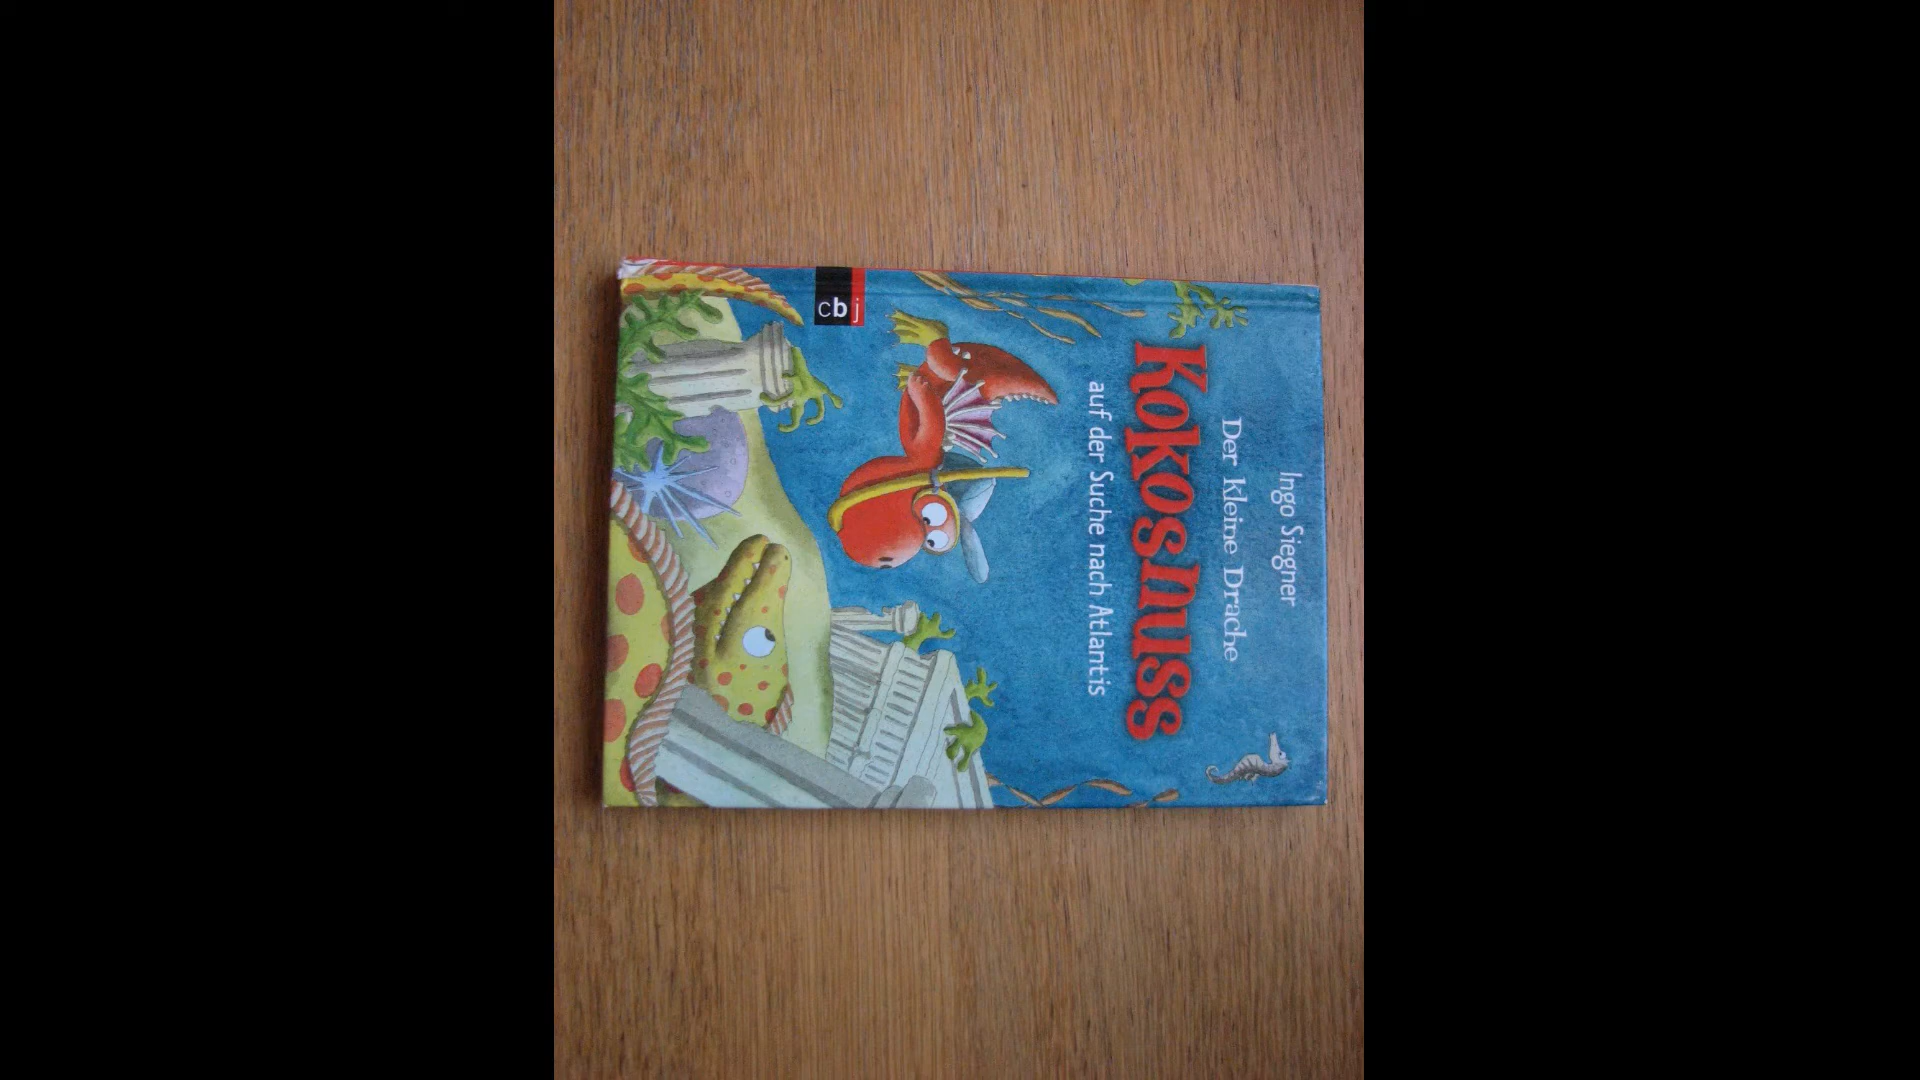 Ingo Siegner
Der kleine Drache
Kokosnuss
auf der Suche nach Atlantis
cbj